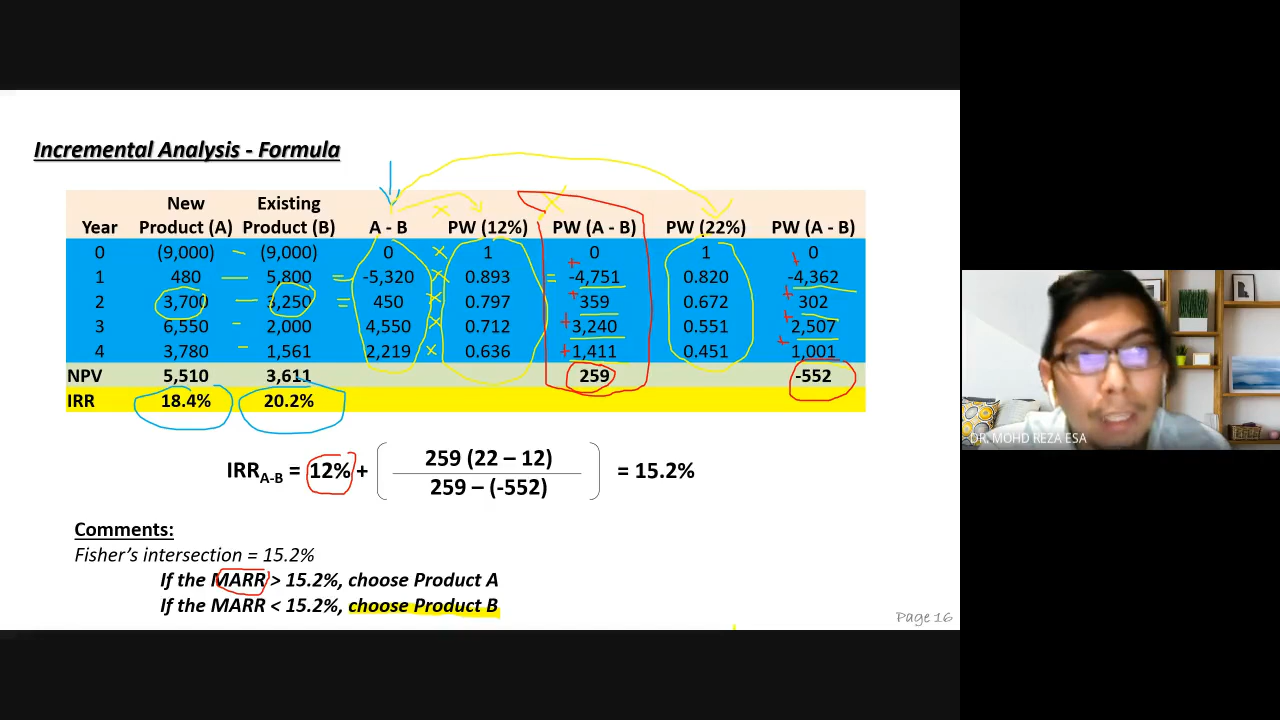 Incremental Analysis - Formula
Year New Product (A) Existing Product (B) A - B PW (12%) PW (A - B) PW (22%) PW (A - B)
0 (9,000) (9,000) 0 1 0 1 0
1 480 5,800 -5,320 0.893 -4,751 0.820 -4,362
2 3,700 3,250 450 0.797 359 0.672 302
3 6,550 2,000 4,550 0.712 3,240 0.551 2,507
4 3,780 1,561 2,219 0.636 1,411 0.451 1,001
NPV 5,510 3,611 259 -552
IRR 18.4% 20.2%
IRR A-B = 12% + 259 (22 – 12) / 259 – (-552) = 15.2%
Comments:
Fisher's intersection = 15.2%
If the MARR > 15.2%, choose Product A
If the MARR < 15.2%, choose Product B
Page 16
DR. MOHD REZA ESA